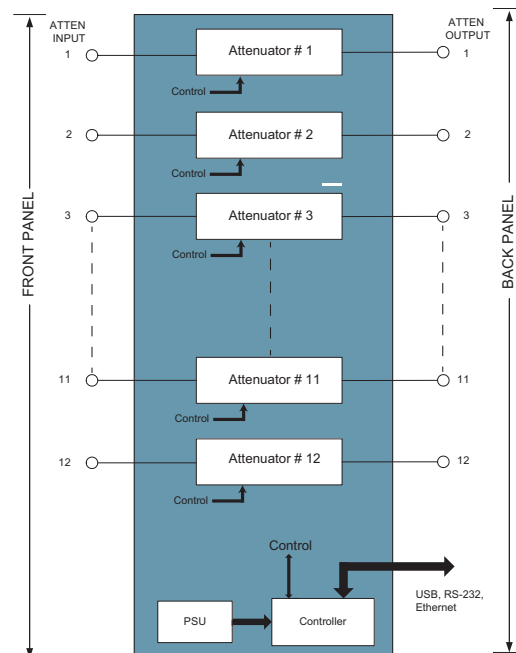 ATTEN
INPUT
ATTEN
OUTPUT
1
Attenuator # 1
1
Control
2
Attenuator # 2
2
Control
3
Attenuator # 3
3
Control
FRONT PANEL
BACK PANEL
11
Attenuator # 11
11
Control
12
Attenuator # 12
12
Control
Control
USB, RS-232,
Ethernet
PSU
Controller